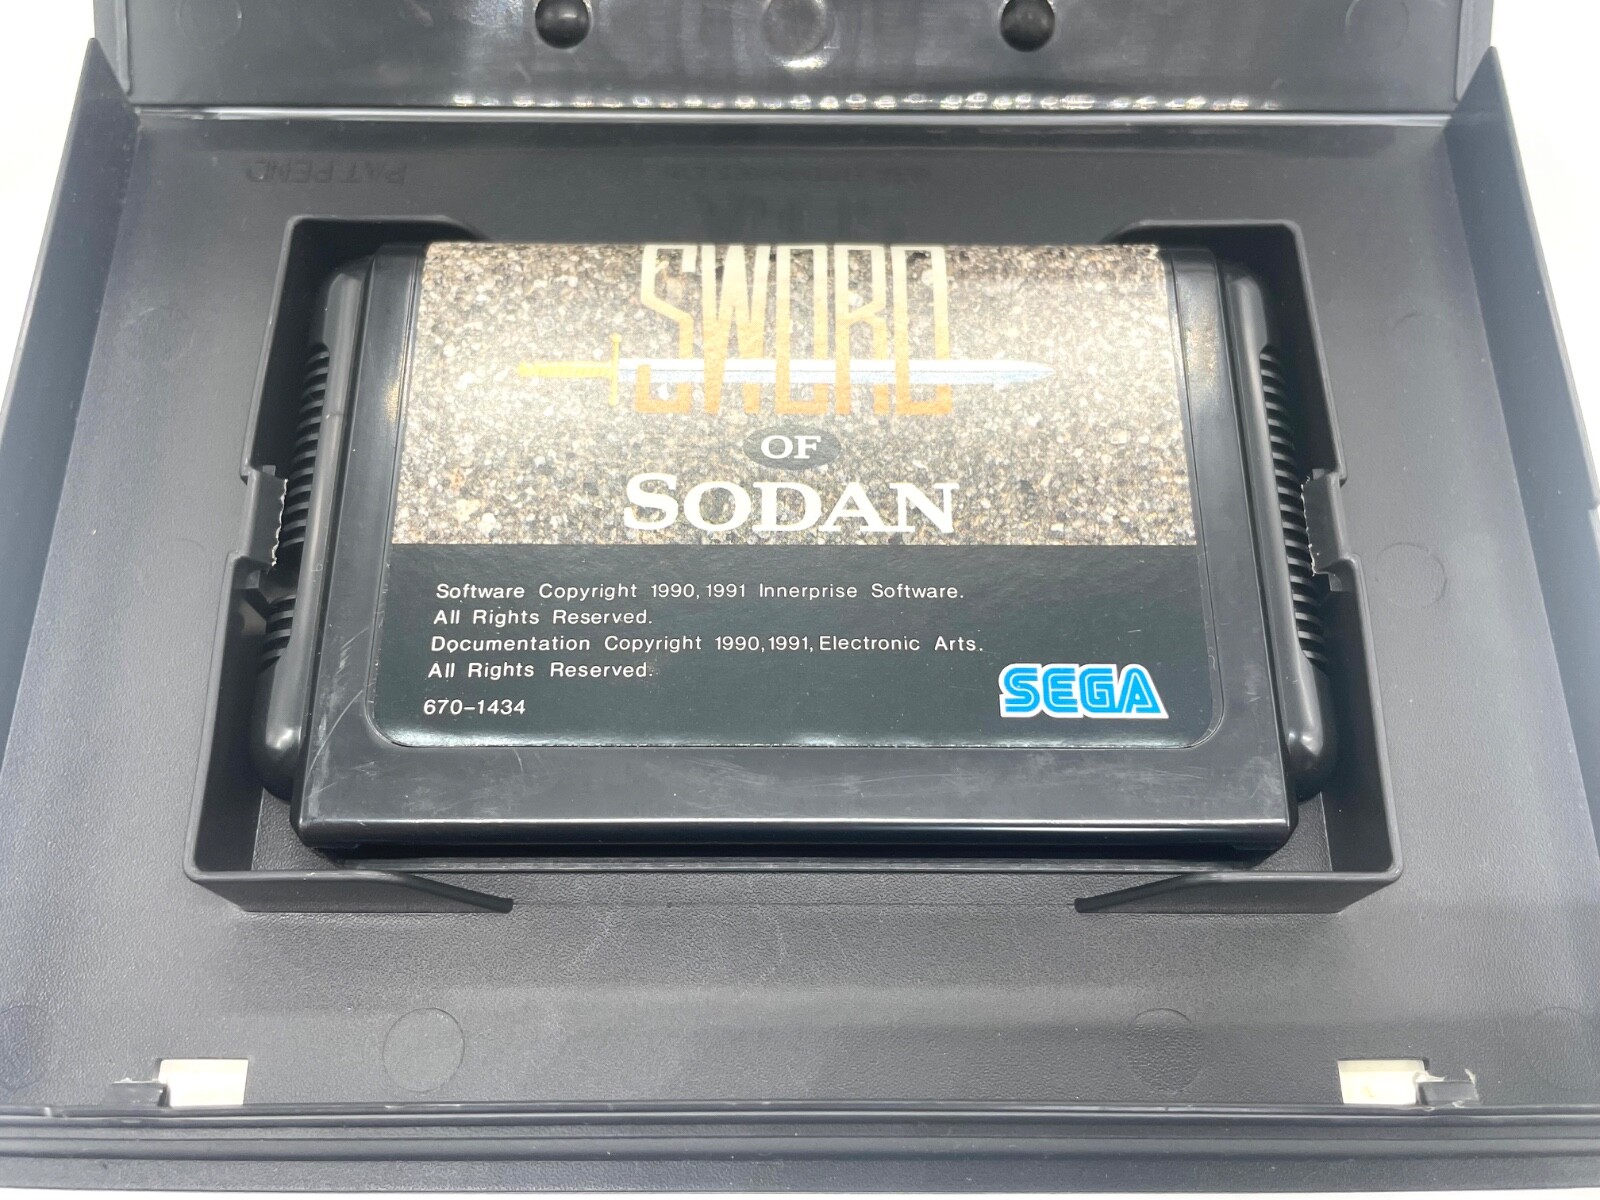 PAT.PEND
SWORD
OF
SODAN
Software Copyright 1990,1991 Innerprise Software.
All Rights Reserved.
Documentation Copyright 1990,1991, Electronic Arts.
All Rights Reserved.
670-1434
SEGA